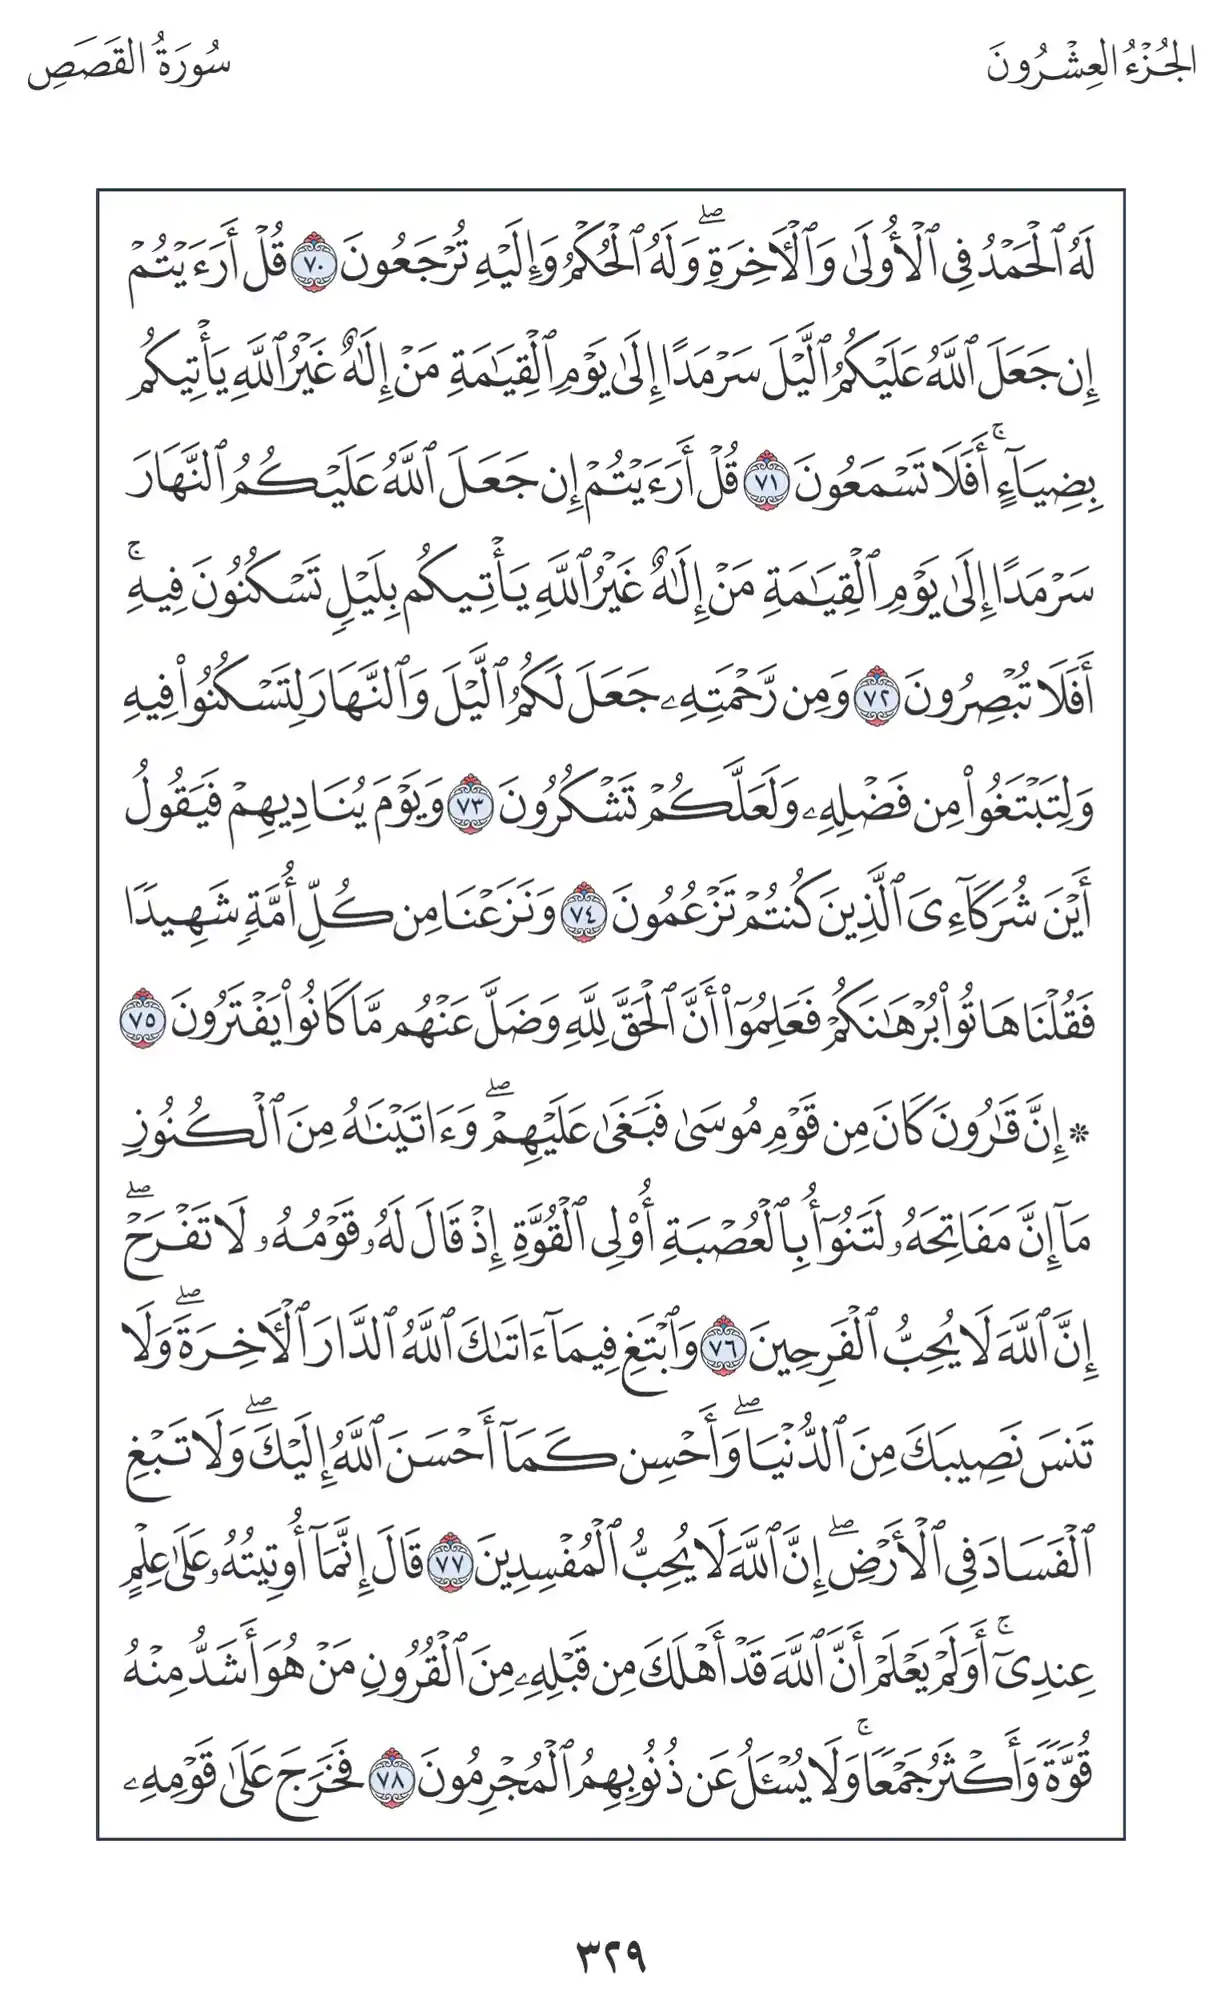 الجُزْءُ العِشْرُونَ
سُورَةُ القَصَصِ
لَهُ ٱلْحَمْدُ فِى ٱلْأُولَىٰ وَٱلْـَٔاخِرَةِ ۖ وَلَهُ ٱلْحُكْمُ وَإِلَيْهِ تُرْجَعُونَ ٧٠ قُلْ أَرَءَيْتُمْ
إِن جَعَلَ ٱللَّهُ عَلَيْكُمُ ٱلَّيْلَ سَرْمَدًا إِلَىٰ يَوْمِ ٱلْقِيَـٰمَةِ مَنْ إِلَـٰهٌ غَيْرُ ٱللَّهِ يَأْتِيكُم
بِضِيَآءٍ ۚ أَفَلَا تَسْمَعُونَ ٧١ قُلْ أَرَءَيْتُمْ إِن جَعَلَ ٱللَّهُ عَلَيْكُمُ ٱلنَّهَارَ
سَرْمَدًا إِلَىٰ يَوْمِ ٱلْقِيَـٰمَةِ مَنْ إِلَـٰهٌ غَيْرُ ٱللَّهِ يَأْتِيكُم بِلَيْلٍ تَسْكُنُونَ فِيهِ ۚ
أَفَلَا تُبْصِرُونَ ٧٢ وَمِن رَّحْمَتِهِۦ جَعَلَ لَكُمُ ٱلَّيْلَ وَٱلنَّهَارَ لِتَسْكُنُوا۟ فِيهِ
وَلِتَبْتَغُوا۟ مِن فَضْلِهِۦ وَلَعَلَّكُمْ تَشْكُرُونَ ٧٣ وَيَوْمَ يُنَادِيهِمْ فَيَقُولُ
أَيْنَ شُرَكَآءِىَ ٱلَّذِينَ كُنتُمْ تَزْعُمُونَ ٧٤ وَنَزَعْنَا مِن كُلِّ أُمَّةٍ شَهِيدًا
فَقُلْنَا هَاتُوا۟ بُرْهَـٰنَكُمْ فَعَلِمُوٓا۟ أَنَّ ٱلْحَقَّ لِلَّهِ وَضَلَّ عَنْهُم مَّا كَانُوا۟ يَفْتَرُونَ ٧٥
۞ إِنَّ قَـٰرُونَ كَانَ مِن قَوْمِ مُوسَىٰ فَبَغَىٰ عَلَيْهِمْ ۖ وَءَاتَيْنَـٰهُ مِنَ ٱلْكُنُوزِ
مَآ إِنَّ مَفَاتِحَهُۥ لَتَنُوٓأُ بِٱلْعُصْبَةِ أُو۟لِى ٱلْقُوَّةِ إِذْ قَالَ لَهُۥ قَوْمُهُۥ لَا تَفْرَحْ ۖ
إِنَّ ٱللَّهَ لَا يُحِبُّ ٱلْفَرِحِينَ ٧٦ وَٱبْتَغِ فِيمَآ ءَاتَىٰكَ ٱللَّهُ ٱلدَّارَ ٱلْـَٔاخِرَةَ ۖ وَلَا
تَنسَ نَصِيبَكَ مِنَ ٱلدُّنْيَا ۖ وَأَحْسِن كَمَآ أَحْسَنَ ٱللَّهُ إِلَيْكَ ۖ وَلَا تَبْغِ
ٱلْفَسَادَ فِى ٱلْأَرْضِ ۖ إِنَّ ٱللَّهَ لَا يُحِبُّ ٱلْمُفْسِدِينَ ٧٧ قَالَ إِنَّمَآ أُوتِيتُهُۥ عَلَىٰ عِلْمٍ
عِندِىٓ ۚ أَوَلَمْ يَعْلَمْ أَنَّ ٱللَّهَ قَدْ أَهْلَكَ مِن قَبْلِهِۦ مِنَ ٱلْقُرُونِ مَنْ هُوَ أَشَدُّ مِنْهُ
قُوَّةً وَأَكْثَرُ جَمْعًا ۚ وَلَا يُسْـَٔلُ عَن ذُنُوبِهِمُ ٱلْمُجْرِمُونَ ٧٨ فَخَرَجَ عَلَىٰ قَوْمِهِۦ
٣٢٩